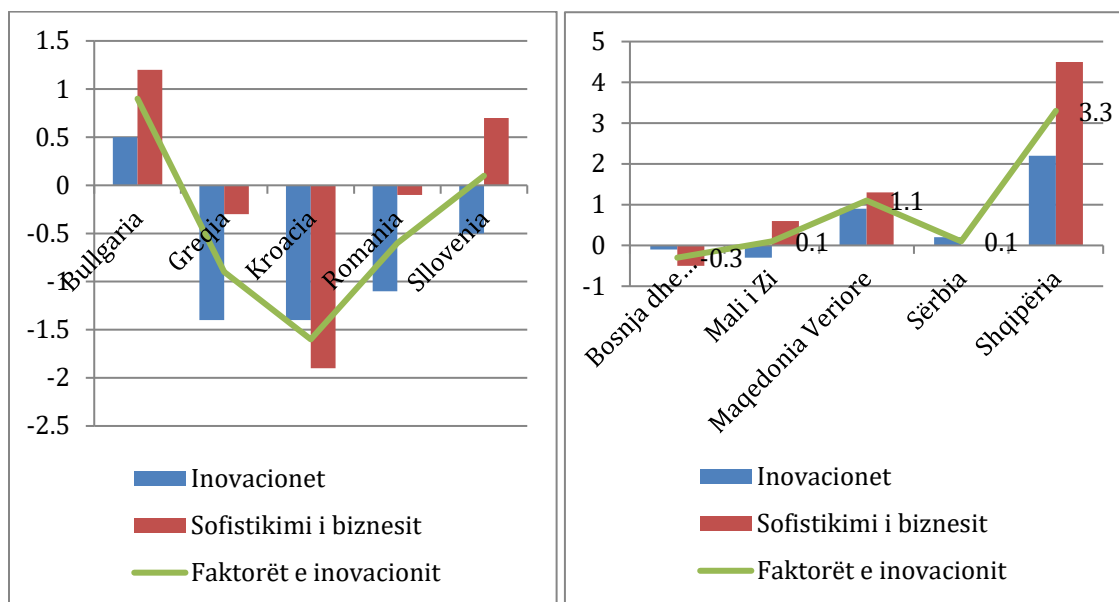 1.5
1
0.5
0
-0.5
-1
-1.5
-2
-2.5
Bullgaria
Greqia
Kroacia
Romania
Sllovenia
Inovacionet
Sofistikimi i biznesit
Faktorët e inovacionit
5
4
3
2
1
0
-1
-0.3
0.1
1.1
0.1
3.3
Bosnja dhe...
Mali i Zi
Maqedonia Veriore
Sërbia
Shqipëria
Inovacionet
Sofistikimi i biznesit
Faktorët e inovacionit